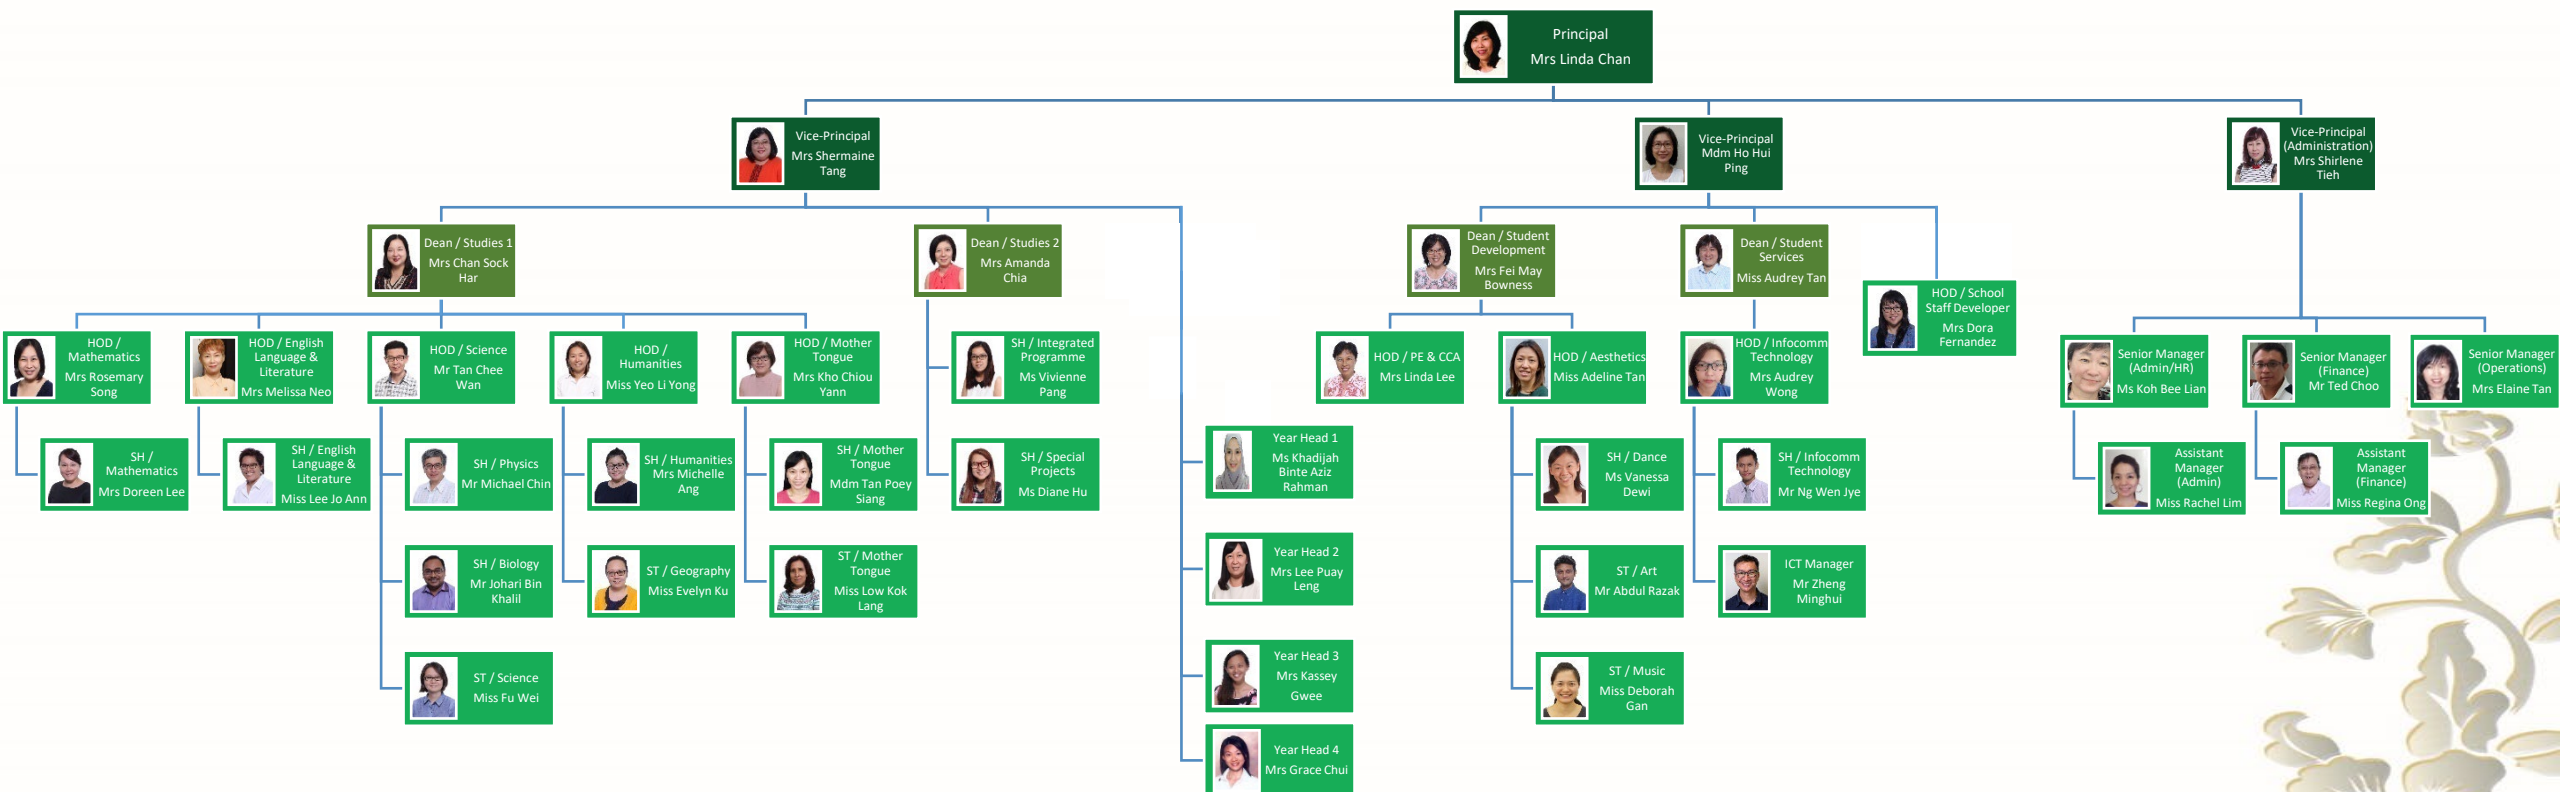 Principal
Mrs Linda Chan
Vice-Principal
Mrs Shermaine
Tang
Vice-Principal
Mdm Ho Hui
Ping
Vice-Principal
(Administration)
Mrs Shirlene
Tieh
Dean / Studies 1
Mrs Chan Sock
Har
Dean / Studies 2
Mrs Amanda
Chia
Dean / Student
Development
Mrs Fei May
Bowness
Dean / Student
Services
Miss Audrey Tan
HOD / School
Staff Developer
Mrs Dora
Fernandez
HOD /
Mathematics
Mrs Rosemary
Song
HOD / English
Language &
Literature
Mrs Melissa Neo
HOD / Science
Mr Tan Chee
Wan
HOD /
Humanities
Miss Yeo Li Yong
HOD / Mother
Tongue
Mrs Kho Chiou
Yann
SH / Integrated
Programme
Ms Vivienne
Pang
HOD / PE & CCA
Mrs Linda Lee
HOD / Aesthetics
Miss Adeline Tan
HOD / Infocomm
Technology
Mrs Audrey
Wong
Senior Manager
(Admin/HR)
Ms Koh Bee Lian
Senior Manager
(Finance)
Mr Ted Choo
Senior Manager
(Operations)
Mrs Elaine Tan
SH /
Mathematics
Mrs Doreen Lee
SH / English
Language &
Literature
Miss Lee Jo Ann
SH / Physics
Mr Michael Chin
SH / Humanities
Mrs Michelle
Ang
SH / Mother
Tongue
Mdm Tan Poey
Siang
SH / Special
Projects
Ms Diane Hu
Year Head 1
Ms Khadijah
Binte Aziz
Rahman
SH / Dance
Ms Vanessa
Dewi
SH / Infocomm
Technology
Mr Ng Wen Jye
Assistant
Manager
(Admin)
Miss Rachel Lim
Assistant
Manager
(Finance)
Miss Regina Ong
SH / Biology
Mr Johari Bin
Khalil
ST / Geography
Miss Evelyn Ku
ST / Mother
Tongue
Miss Low Kok
Lang
Year Head 2
Mrs Lee Puay
Leng
ST / Art
Mr Abdul Razak
ICT Manager
Mr Zheng
Minghui
ST / Science
Miss Fu Wei
Year Head 3
Mrs Kassey
Gwee
ST / Music
Miss Deborah
Gan
Year Head 4
Mrs Grace Chui